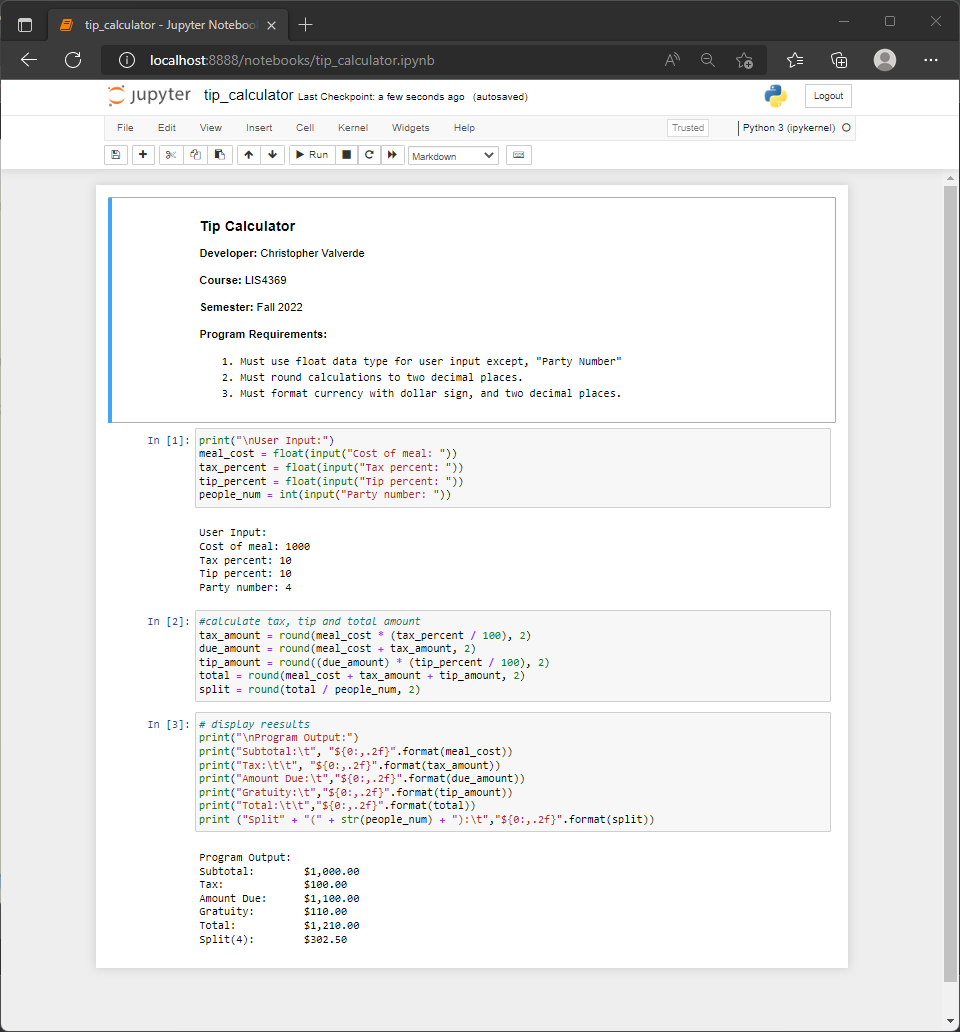 tip_calculator - Jupyter Noteboo
localhost:8888/notebooks/tip_calculator.ipynb
jupyter tip_calculator Last Checkpoint: a few seconds ago (autosaved)
Logout
File Edit View Insert Cell Kernel Widgets Help
Trusted
Python 3 (ipykernel)
Run
Markdown
Tip Calculator
Developer: Christopher Valverde
Course: LIS4369
Semester: Fall 2022
Program Requirements:
1. Must use float data type for user input except, "Party Number"
2. Must round calculations to two decimal places.
3. Must format currency with dollar sign, and two decimal places.
In [1]: print("\nUser Input:")
meal_cost = float(input("Cost of meal: "))
tax_percent = float(input("Tax percent: "))
tip_percent = float(input("Tip percent: "))
people_num = int(input("Party number: "))
User Input:
Cost of meal: 1000
Tax percent: 10
Tip percent: 10
Party number: 4
In [2]: #calculate tax, tip and total amount
tax_amount = round(meal_cost * (tax_percent / 100), 2)
due_amount = round(meal_cost + tax_amount, 2)
tip_amount = round((due_amount) * (tip_percent / 100), 2)
total = round(meal_cost + tax_amount + tip_amount, 2)
split = round(total / people_num, 2)
In [3]: # display reesults
print("\nProgram Output:")
print("Subtotal:\t", "${0:,.2f}".format(meal_cost))
print("Tax:\t\t", "${0:,.2f}".format(tax_amount))
print("Amount Due:\t","${0:,.2f}".format(due_amount))
print("Gratuity:\t","${0:,.2f}".format(tip_amount))
print("Total:\t\t","${0:,.2f}".format(total))
print ("Split" + "(" + str(people_num) + "):\t","${0:,.2f}".format(split))
Program Output:
Subtotal: $1,000.00
Tax: $100.00
Amount Due: $1,100.00
Gratuity: $110.00
Total: $1,210.00
Split(4): $302.50